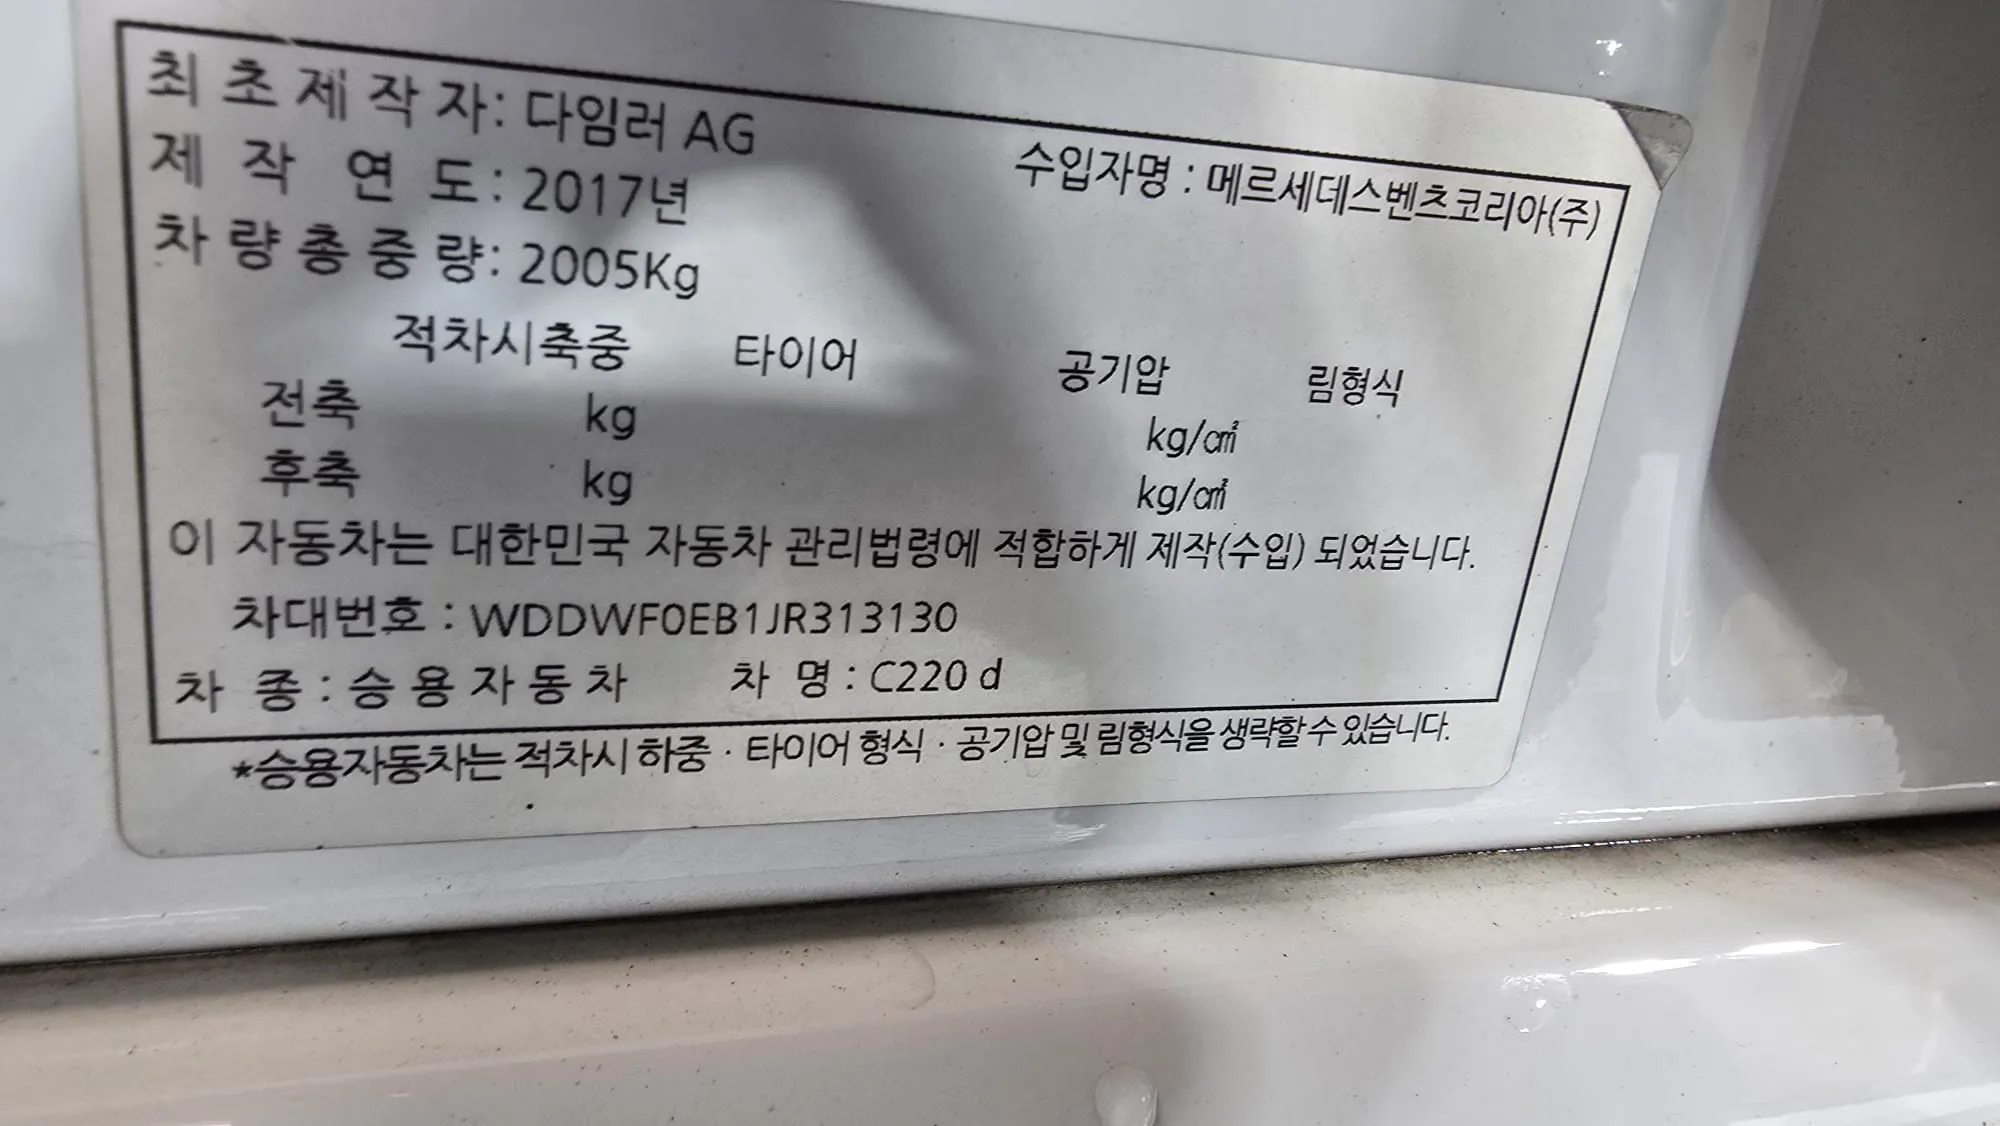 최초제작자: 다임러 AG
수입자명 : 메르세데스벤츠코리아(주)
제 작 연 도: 2017년
차량총중량: 2005Kg
적차시축중 타이어 공기압 림형식
전축 kg kg/㎠
후축 kg kg/㎠
이 자동차는 대한민국 자동차 관리법령에 적합하게 제작(수입) 되었습니다.
차대번호 : WDDWF0EB1JR313130
차 종 : 승용자동차 차 명 : C220 d
*승용자동차는 적차시 하중 · 타이어 형식 · 공기압 및 림형식을 생략할 수 있습니다.